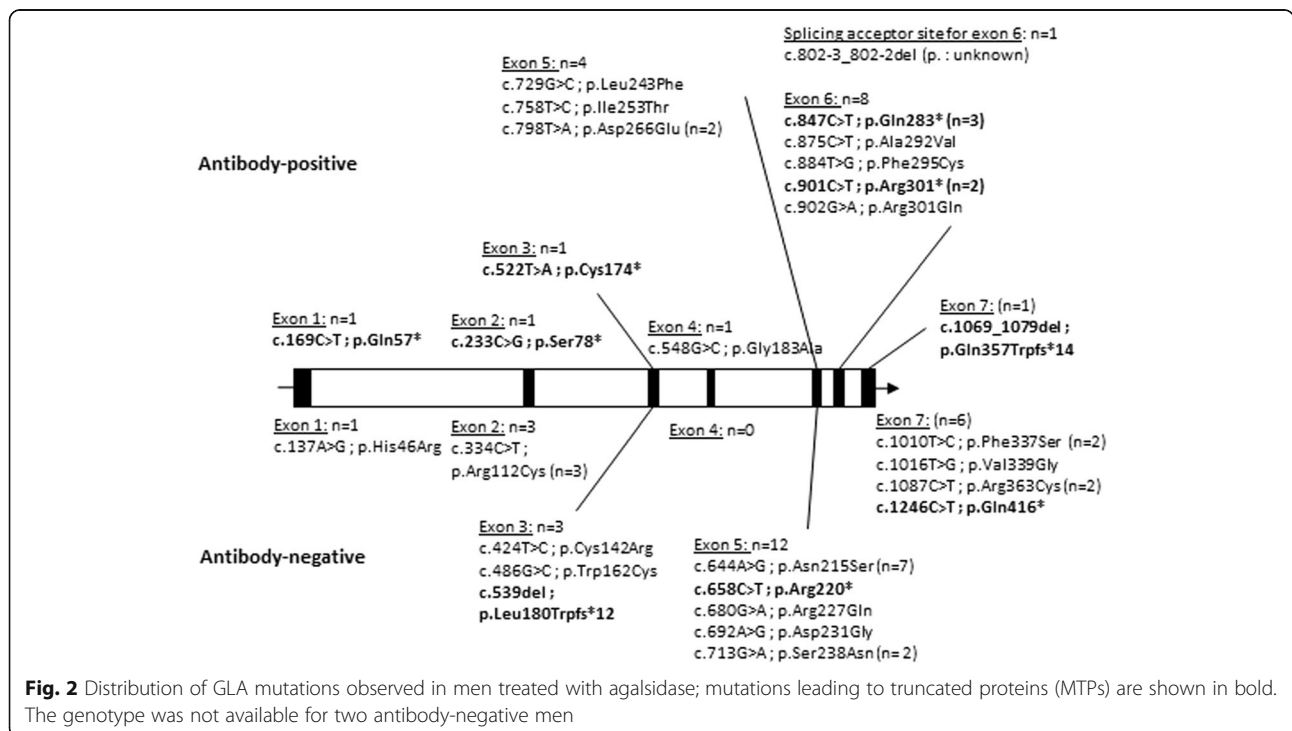 Splicing acceptor site for exon 6: n=1
c.802-3_802-2del (p. : unknown)
Exon 5: n=4
c.729G>C ; p.Leu243Phe
c.758T>C ; p.Ile253Thr
c.798T>A ; p.Asp266Glu (n=2)
Exon 6: n=8
c.847C>T ; p.Gln283* (n=3)
c.875C>T ; p.Ala292Val
c.884T>G ; p.Phe295Cys
c.901C>T ; p.Arg301* (n=2)
c.902G>A ; p.Arg301Gln
Antibody-positive
Exon 3: n=1
c.522T>A ; p.Cys174*
Exon 1: n=1
c.169C>T ; p.Gln57*
Exon 2: n=1
c.233C>G ; p.Ser78*
Exon 4: n=1
c.548G>C ; p.Gly183Ala
Exon 7: (n=1)
c.1069_1079del ;
p.Gln357Trpfs*14
Exon 1: n=1
c.137A>G ; p.His46Arg
Exon 2: n=3
c.334C>T ;
p.Arg112Cys (n=3)
Exon 4: n=0
Exon 7: (n=6)
c.1010T>C ; p.Phe337Ser (n=2)
c.1016T>G ; p.Val339Gly
c.1087C>T ; p.Arg363Cys (n=2)
c.1246C>T ; p.Gln416*
Antibody-negative
Exon 3: n=3
c.424T>C ; p.Cys142Arg
c.486G>C ; p.Trp162Cys
c.539del ;
p.Leu180Trpfs*12
Exon 5: n=12
c.644A>G ; p.Asn215Ser (n=7)
c.658C>T ; p.Arg220*
c.680G>A ; p.Arg227Gln
c.692A>G ; p.Asp231Gly
c.713G>A ; p.Ser238Asn (n= 2)
Fig. 2 Distribution of GLA mutations observed in men treated with agalsidase; mutations leading to truncated proteins (MTPs) are shown in bold.
The genotype was not available for two antibody-negative men